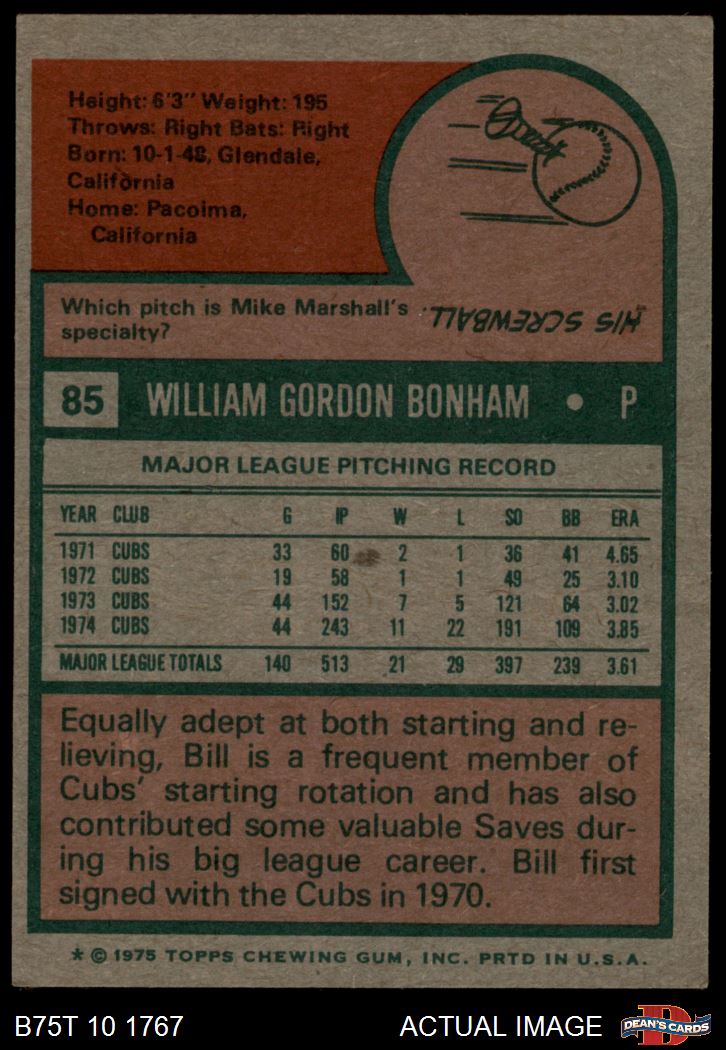 Height: 6'3" Weight: 195
Throws: Right Bats: Right
Born: 10-1-48, Glendale,
California
Home: Pacoima,
California
Which pitch is Mike Marshall's
specialty?
HIS SCREWBALL
85 WILLIAM GORDON BONHAM • P
MAJOR LEAGUE PITCHING RECORD
YEAR CLUB G IP W L SO BB ERA
1971 CUBS 33 60 2 1 36 41 4.65
1972 CUBS 19 58 1 1 49 25 3.10
1973 CUBS 44 152 7 5 121 64 3.02
1974 CUBS 44 243 11 22 191 109 3.85
MAJOR LEAGUE TOTALS 140 513 21 29 397 239 3.61
Equally adept at both starting and re-
lieving, Bill is a frequent member of
Cubs' starting rotation and has also
contributed some valuable Saves dur-
ing his big league career. Bill first
signed with the Cubs in 1970.
* © 1975 TOPPS CHEWING GUM, INC. PRTD IN U.S.A.
B75T 10 1767 ACTUAL IMAGE D DEAN'S CARDS